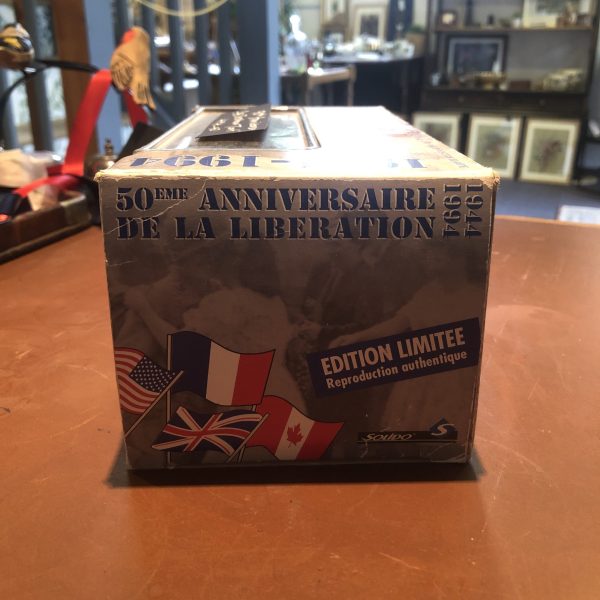 50EME ANNIVERSAIRE
DE LA LIBERATION
1944
1994
EDITION LIMITEE
Reproduction authentique
SOLIDO